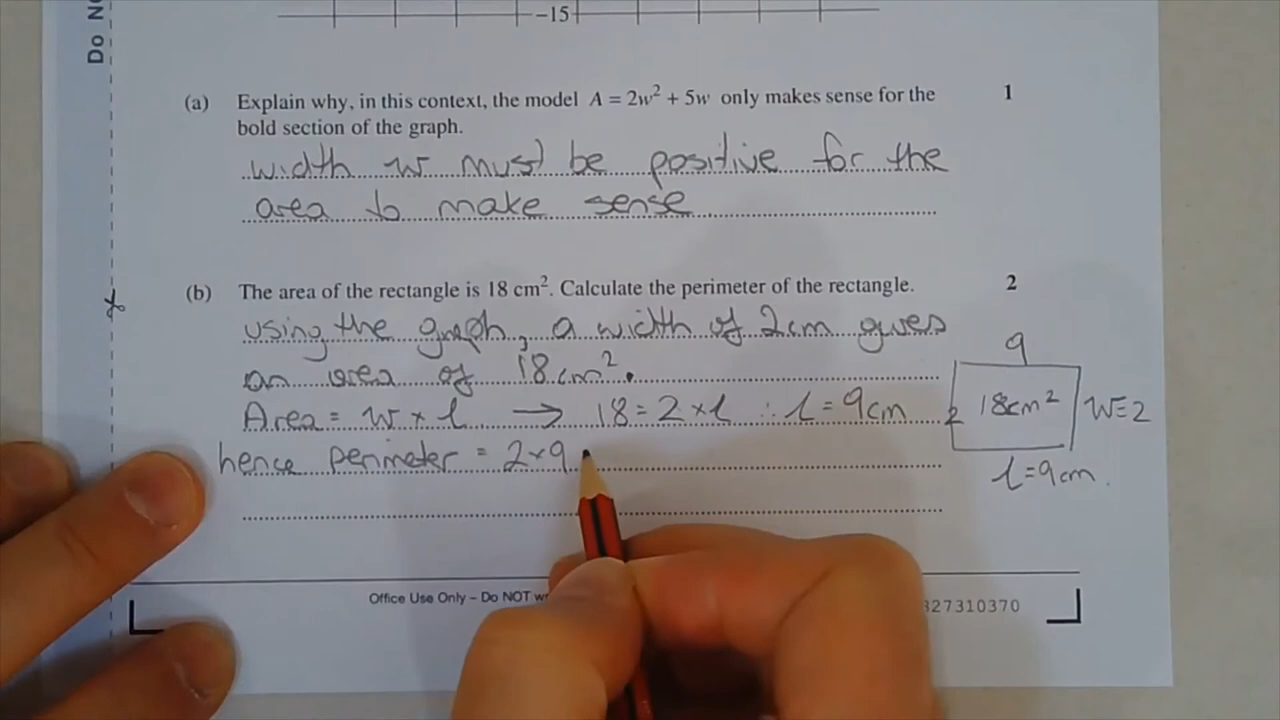 Do N
-15
(a) Explain why, in this context, the model A = 2w² + 5w only makes sense for the 1
bold section of the graph.
width w must be positive for the
area to make sense
(b) The area of the rectangle is 18 cm². Calculate the perimeter of the rectangle. 2
using the graph, a width of 2cm gives
an area of 18cm².
Area = w × l → 18 = 2 × l ∴ l = 9cm
hence perimeter = 2×9
9
2 18cm² W=2
l=9cm.
Office Use Only – Do NOT
327310370